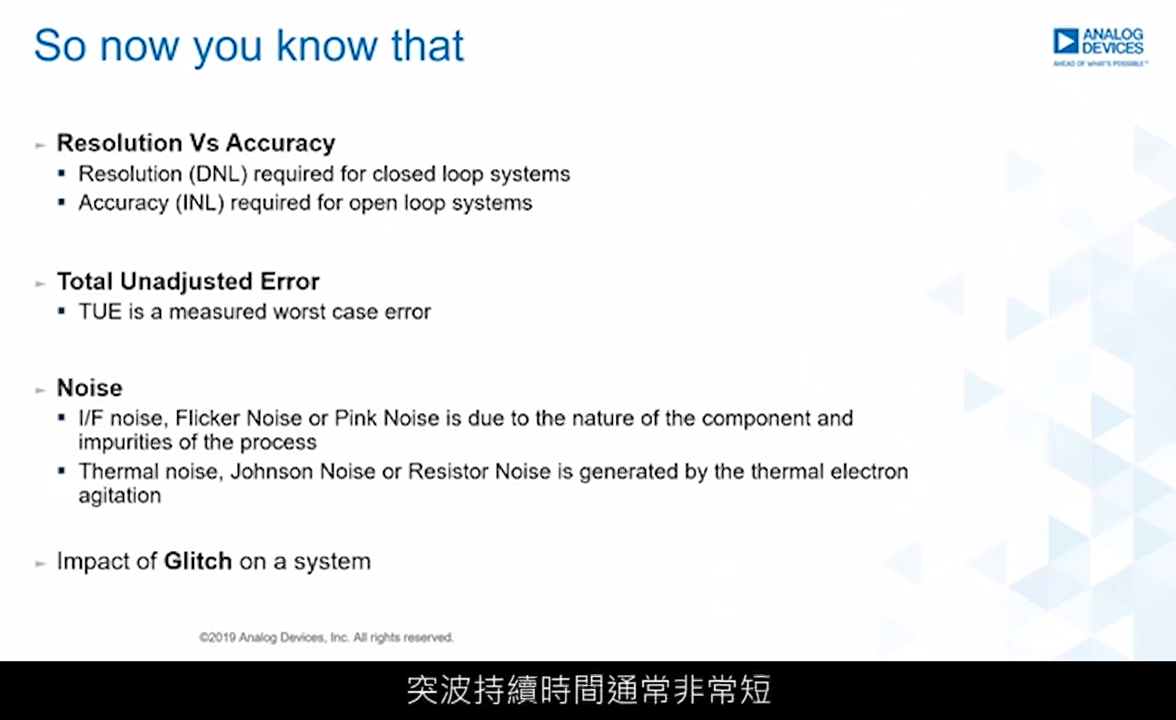 So now you know that
ANALOG
DEVICES
AHEAD OF WHAT'S POSSIBLE™
Resolution Vs Accuracy
Resolution (DNL) required for closed loop systems
Accuracy (INL) required for open loop systems
Total Unadjusted Error
TUE is a measured worst case error
Noise
I/F noise, Flicker Noise or Pink Noise is due to the nature of the component and
impurities of the process
Thermal noise, Johnson Noise or Resistor Noise is generated by the thermal electron
agitation
Impact of Glitch on a system
©2019 Analog Devices, Inc. All rights reserved.
突波持續時間通常非常短